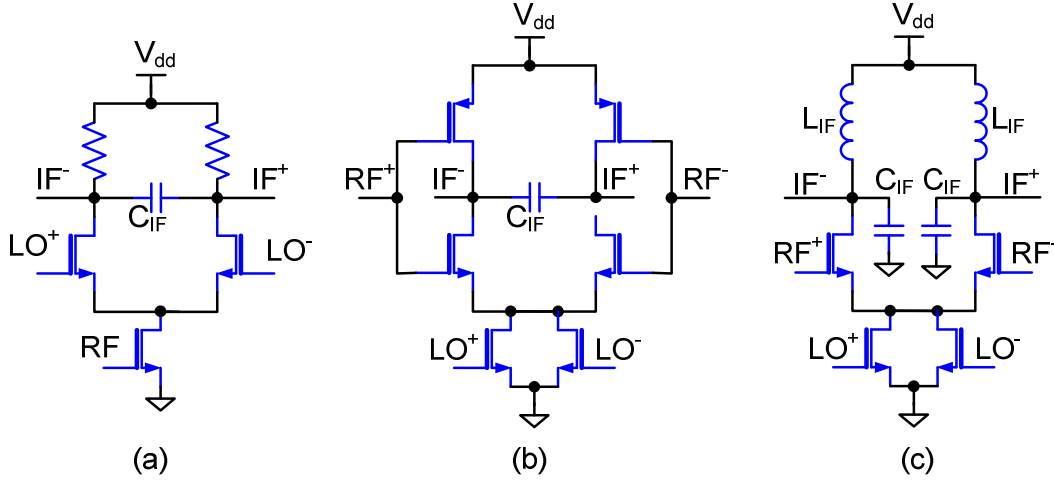 Vdd
IF- IF+
CIF
LO+ LO-
RF
(a)
Vdd
RF+ IF- IF+ RF-
CIF
LO+ LO-
(b)
Vdd
LIF LIF
IF- CIF CIF IF+
RF+ RF-
LO+ LO-
(c)